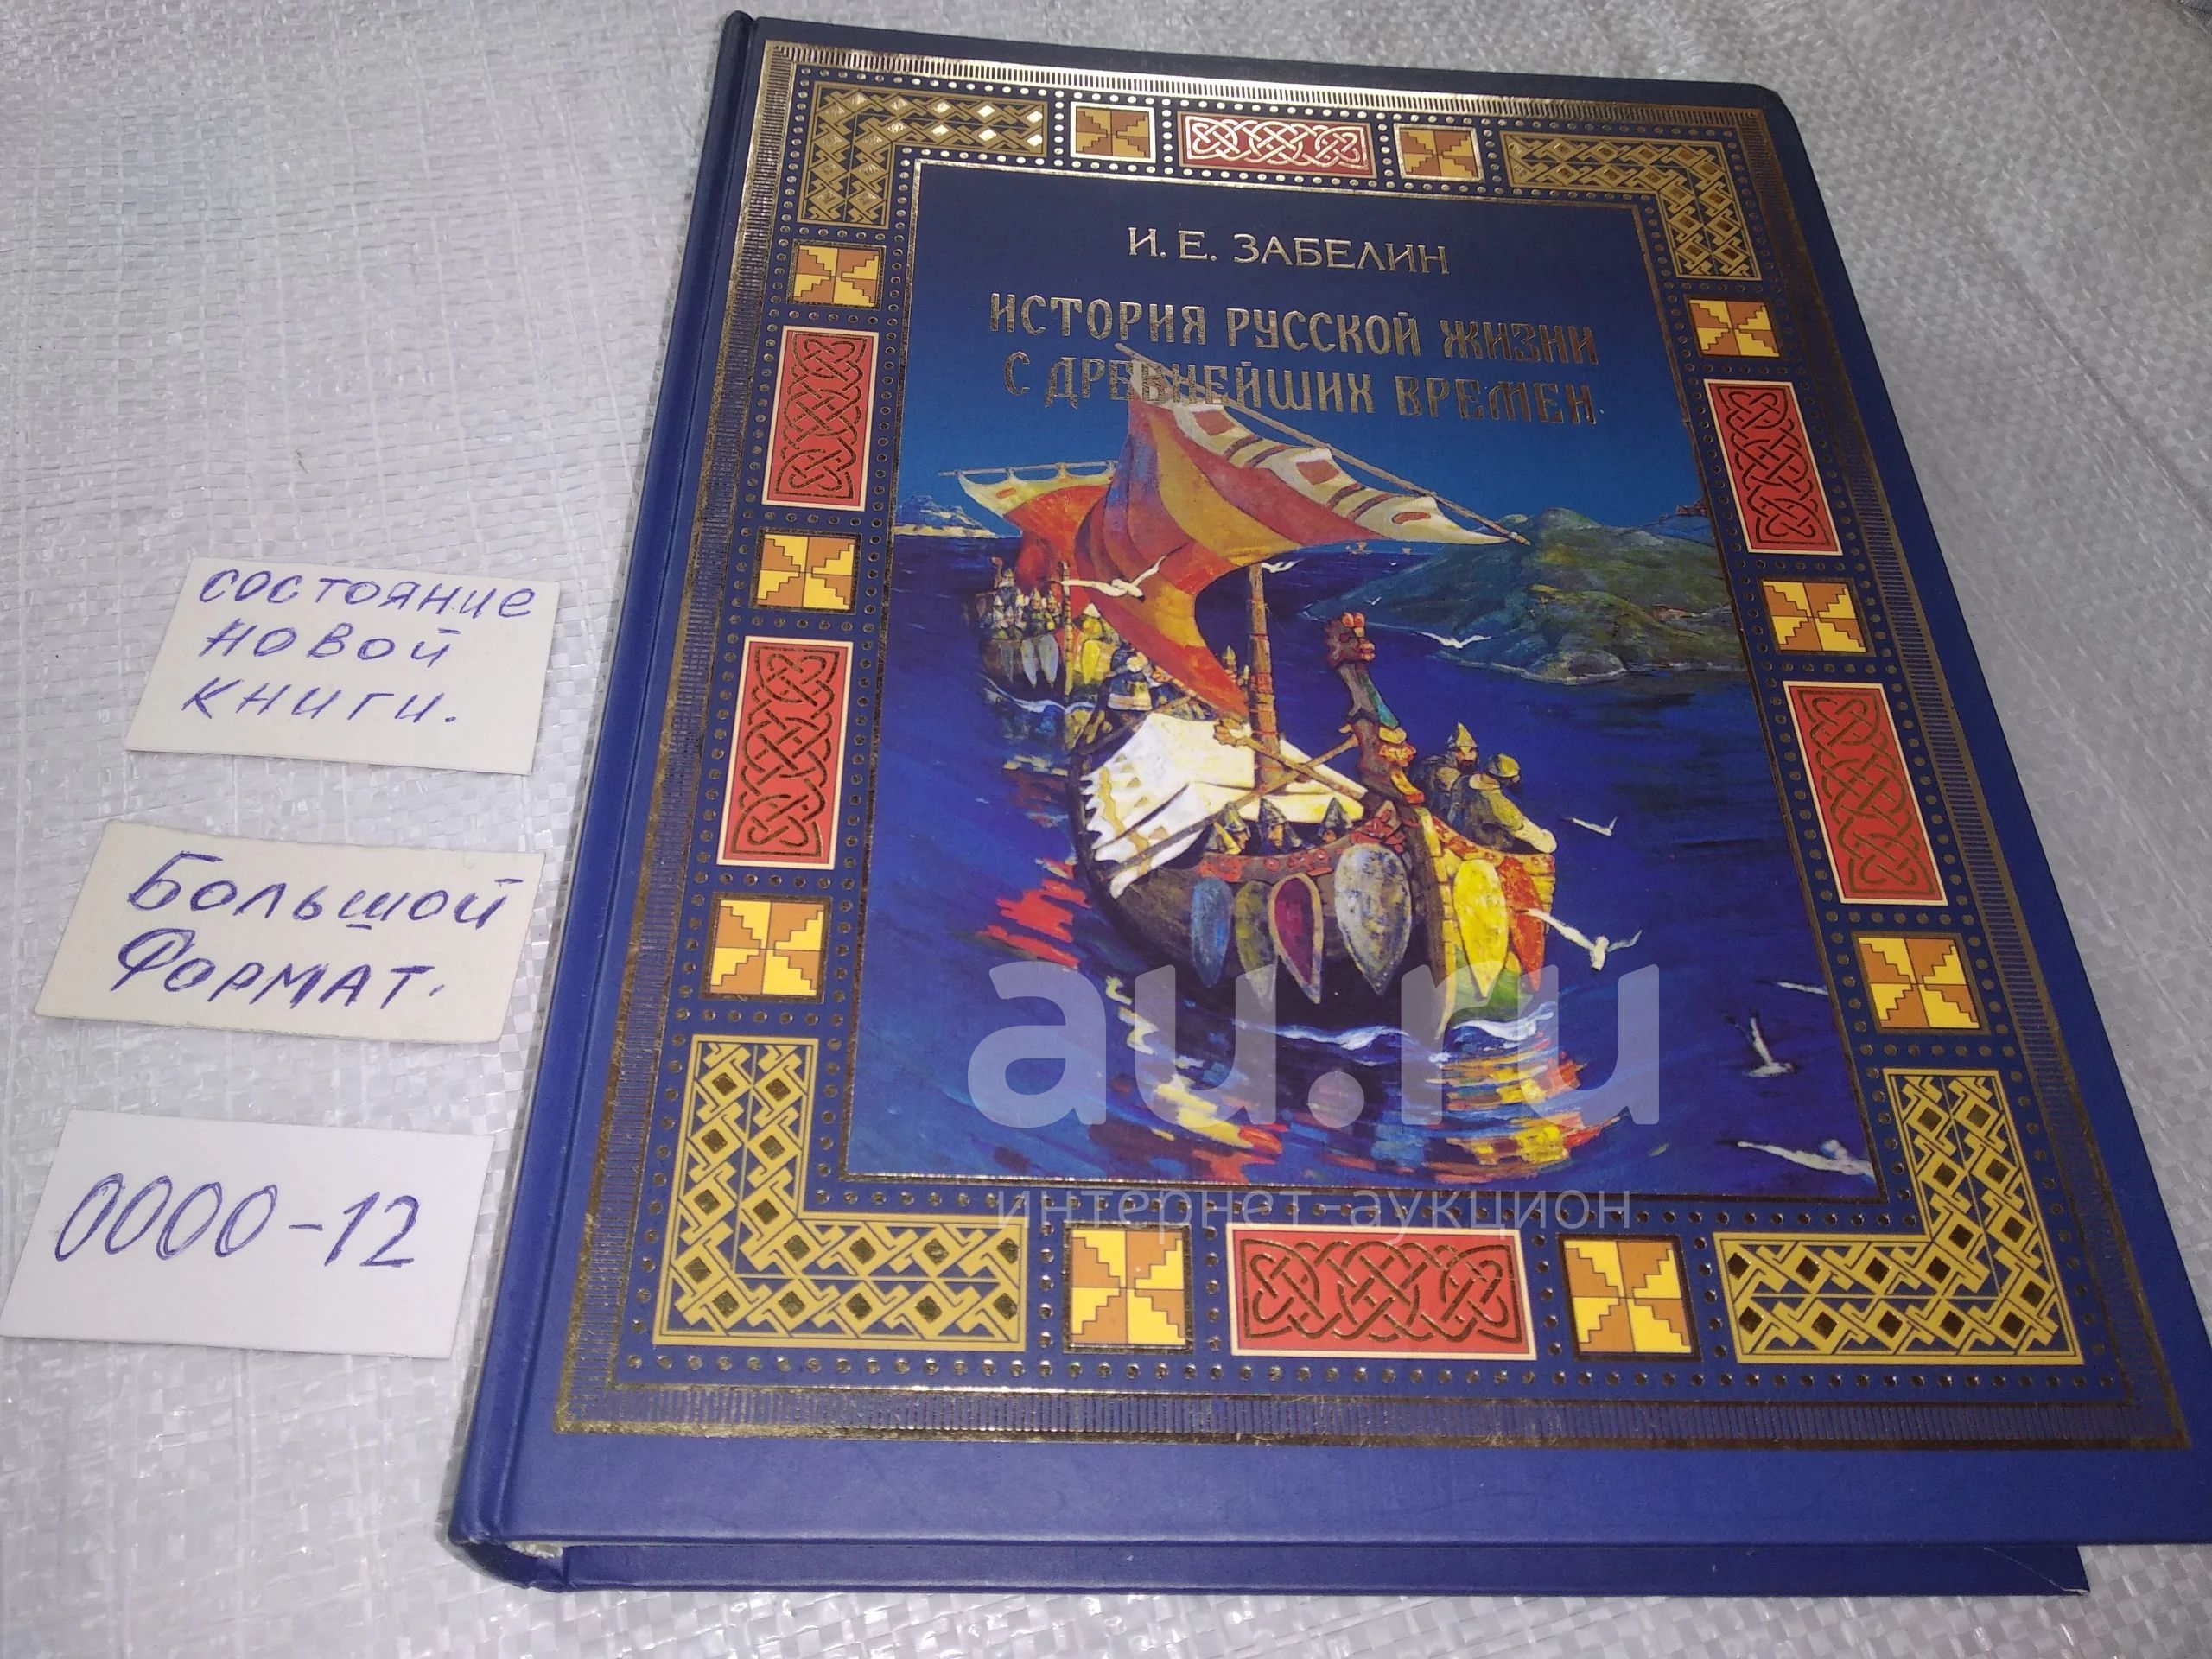 И. Е. ЗАБЕЛИН
ИСТОРИЯ РУССКОЙ ЖИЗНИ
С ДРЕВНЕЙШИХ ВРЕМЕН
состояние
новой
книги.
Большой
Формат.
0000-12
au.ru
интернет-аукцион